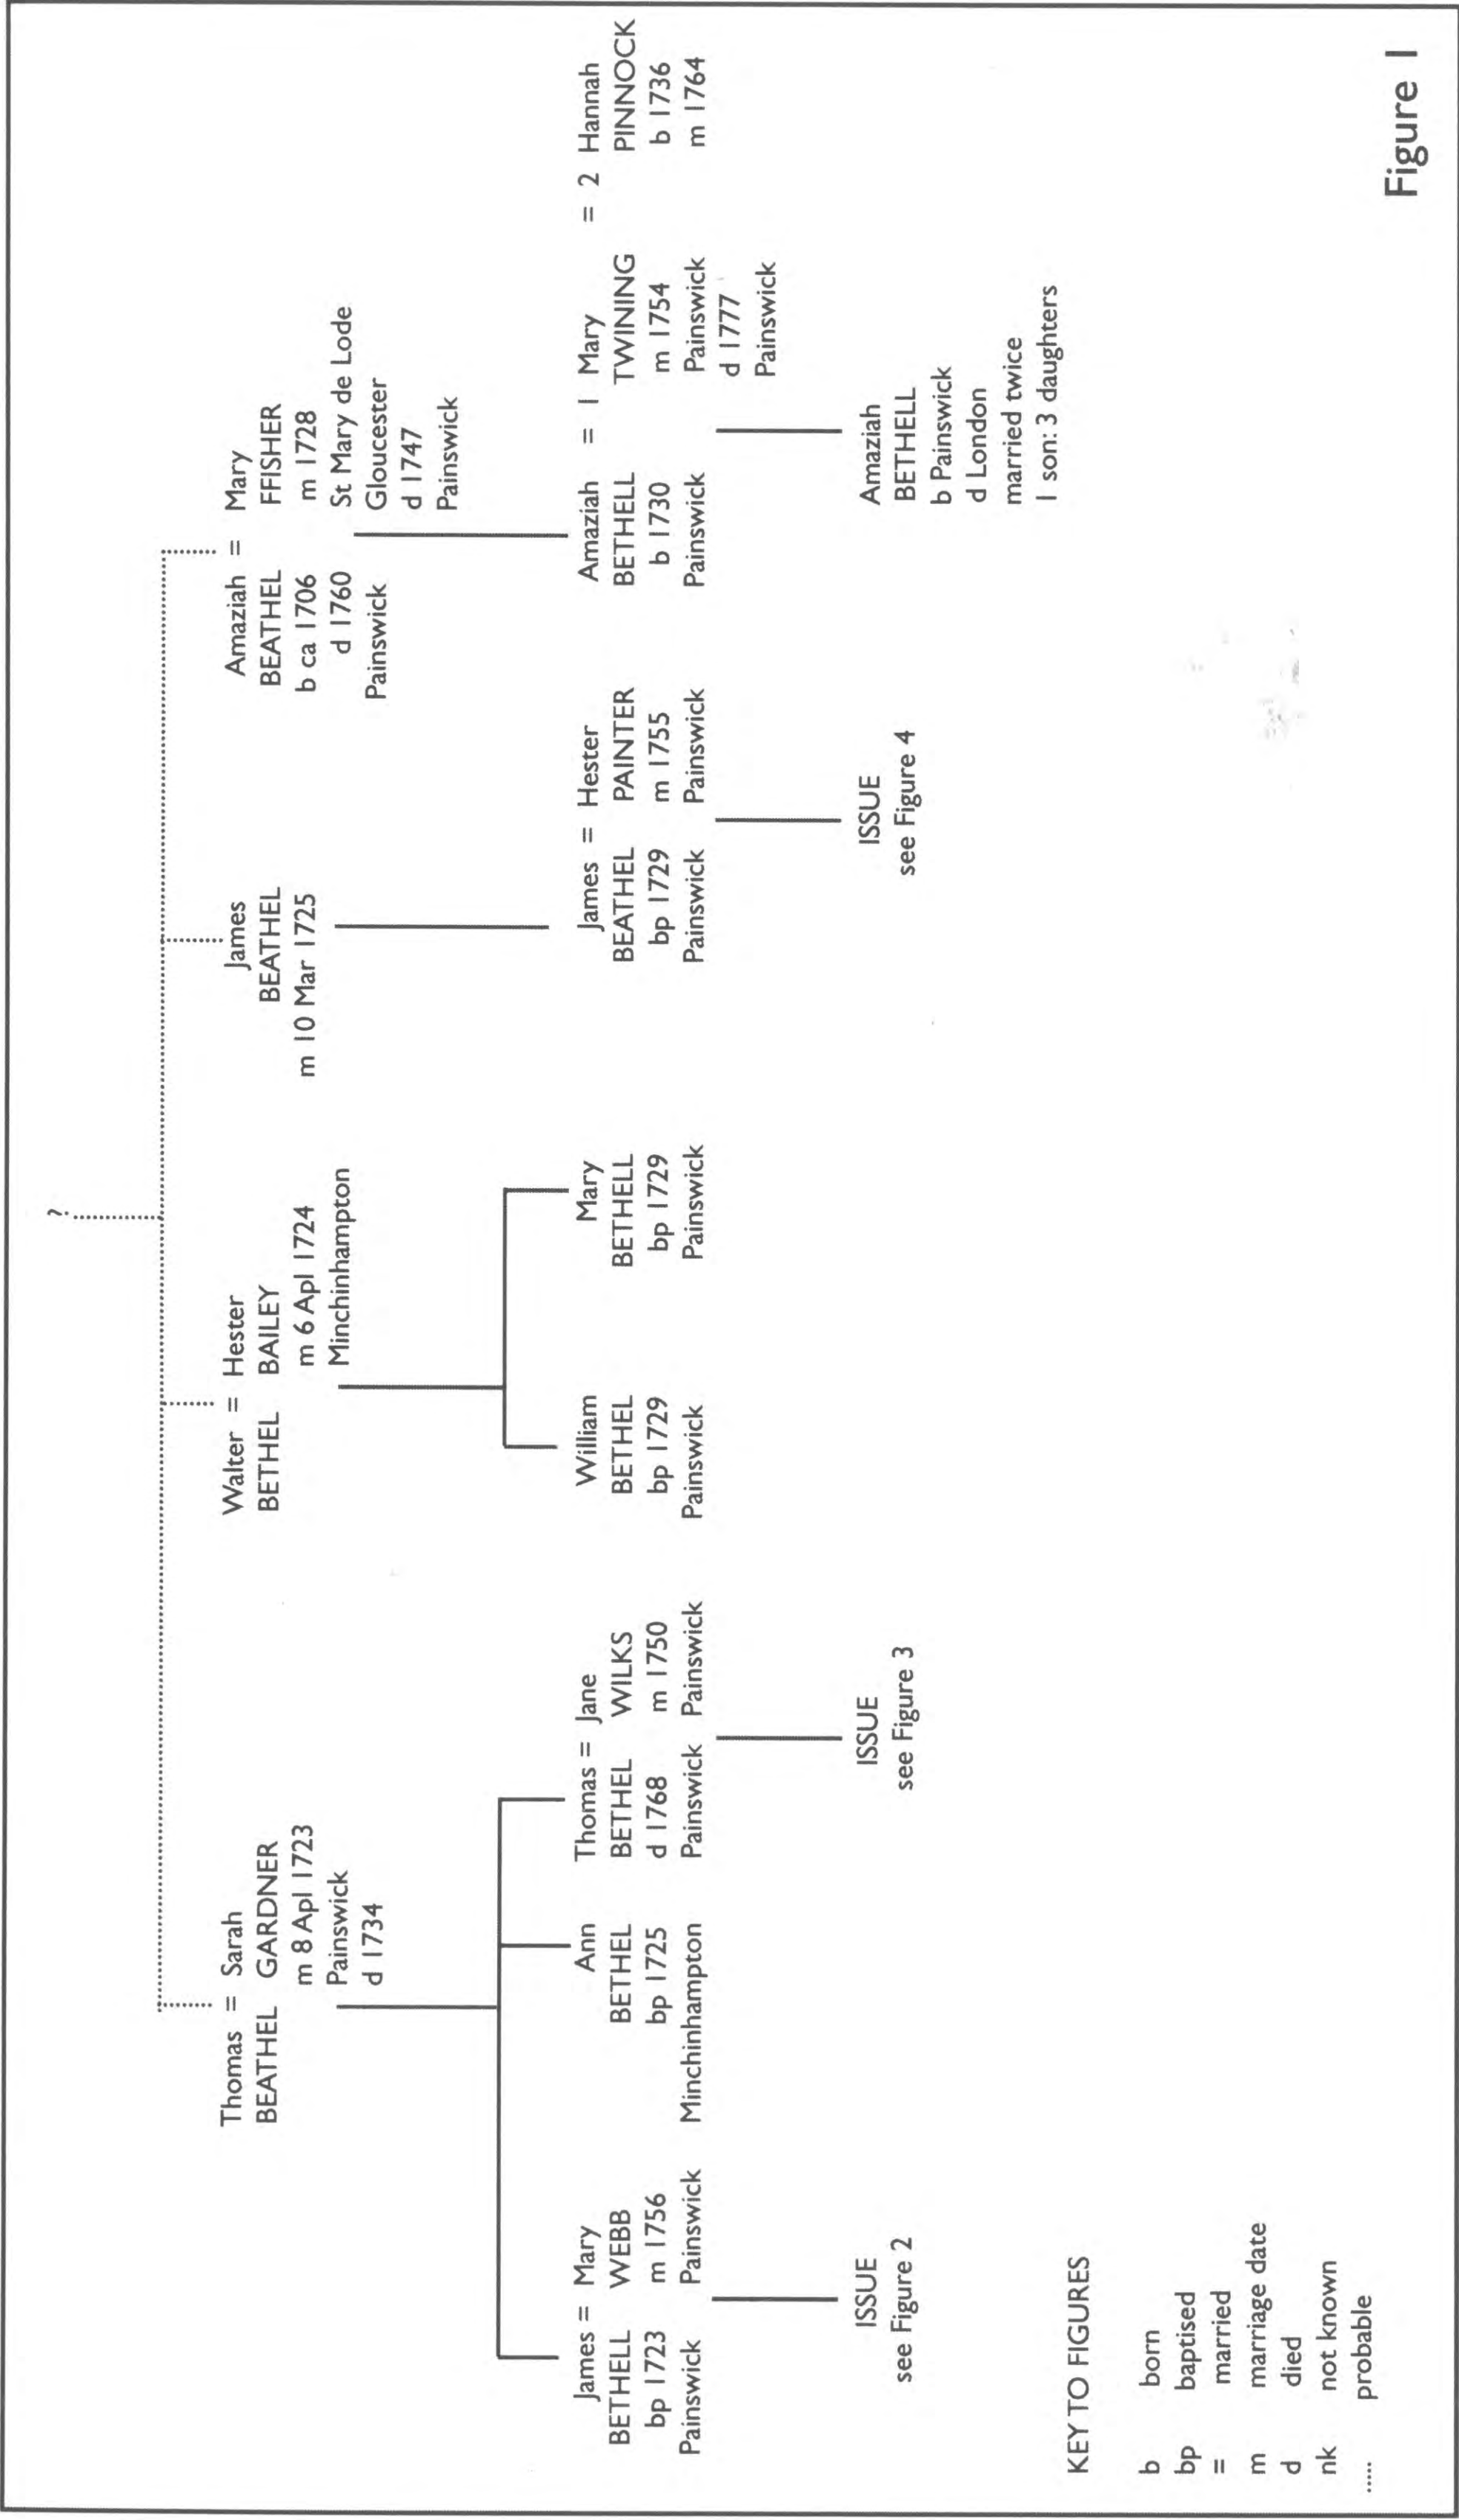 ?
Thomas = Sarah
BEATHEL GARDNER
m 8 Apl 1723
Painswick
d 1734
Walter = Hester
BETHEL BAILEY
m 6 Apl 1724
Minchinhampton
James
BEATHEL
m 10 Mar 1725
Amaziah = Mary
BEATHEL FFISHER
b ca 1706 m 1728
d 1760 St Mary de Lode
Painswick Gloucester
d 1747
Painswick
James = Mary
BETHELL WEBB
bp 1723 m 1756
Painswick Painswick
Ann
BETHEL
bp 1725
Minchinhampton
Thomas = Jane
BETHEL WILKS
d 1768 m 1750
Painswick Painswick
William
BETHEL
bp 1729
Painswick
Mary
BETHELL
bp 1729
Painswick
James = Hester
BEATHEL PAINTER
bp 1729 m 1755
Painswick Painswick
Amaziah = 1 Mary = 2 Hannah
BETHELL TWINING PINNOCK
b 1730 m 1754 b 1736
Painswick Painswick m 1764
d 1777
Painswick
ISSUE
see Figure 2
ISSUE
see Figure 3
ISSUE
see Figure 4
Amaziah
BETHELL
b Painswick
d London
married twice
1 son: 3 daughters
KEY TO FIGURES
b born
bp baptised
= married
m marriage date
d died
nk not known
..... probable
Figure 1